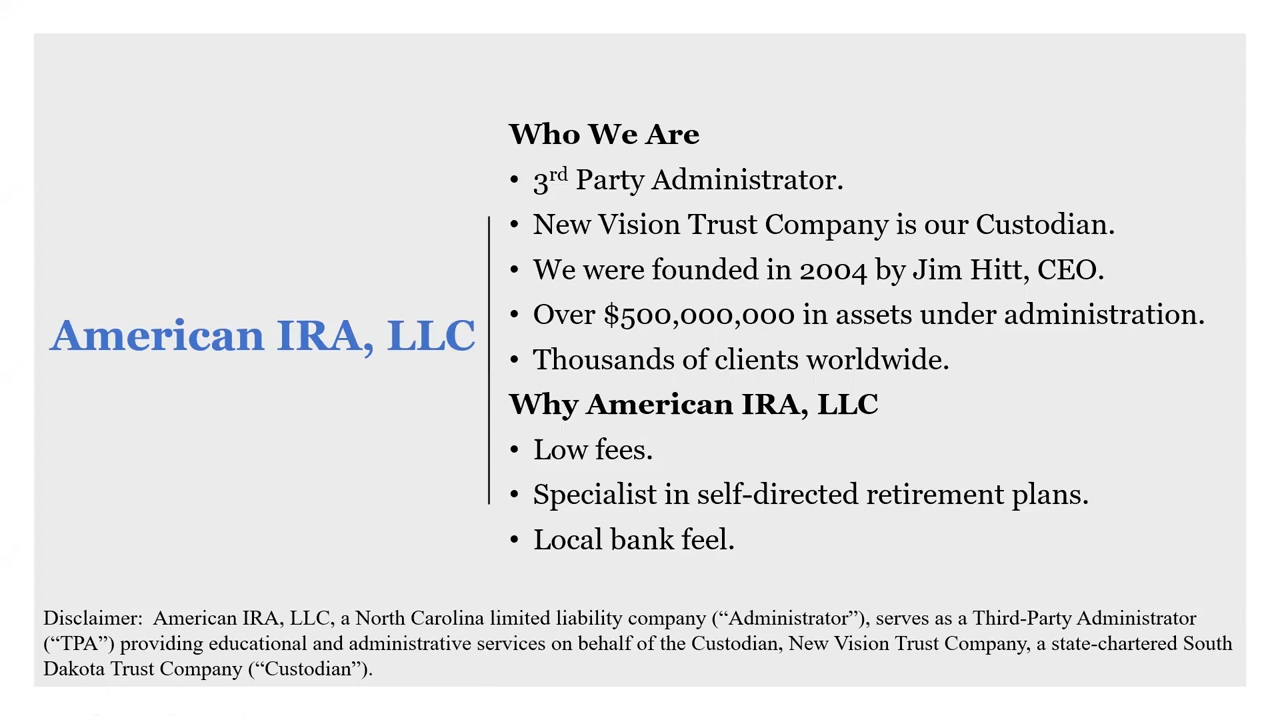 American IRA, LLC
Who We Are
• 3rd Party Administrator.
• New Vision Trust Company is our Custodian.
• We were founded in 2004 by Jim Hitt, CEO.
• Over $500,000,000 in assets under administration.
• Thousands of clients worldwide.
Why American IRA, LLC
• Low fees.
• Specialist in self-directed retirement plans.
• Local bank feel.
Disclaimer:  American IRA, LLC, a North Carolina limited liability company (“Administrator”), serves as a Third-Party Administrator
(“TPA”) providing educational and administrative services on behalf of the Custodian, New Vision Trust Company, a state-chartered South
Dakota Trust Company (“Custodian”).